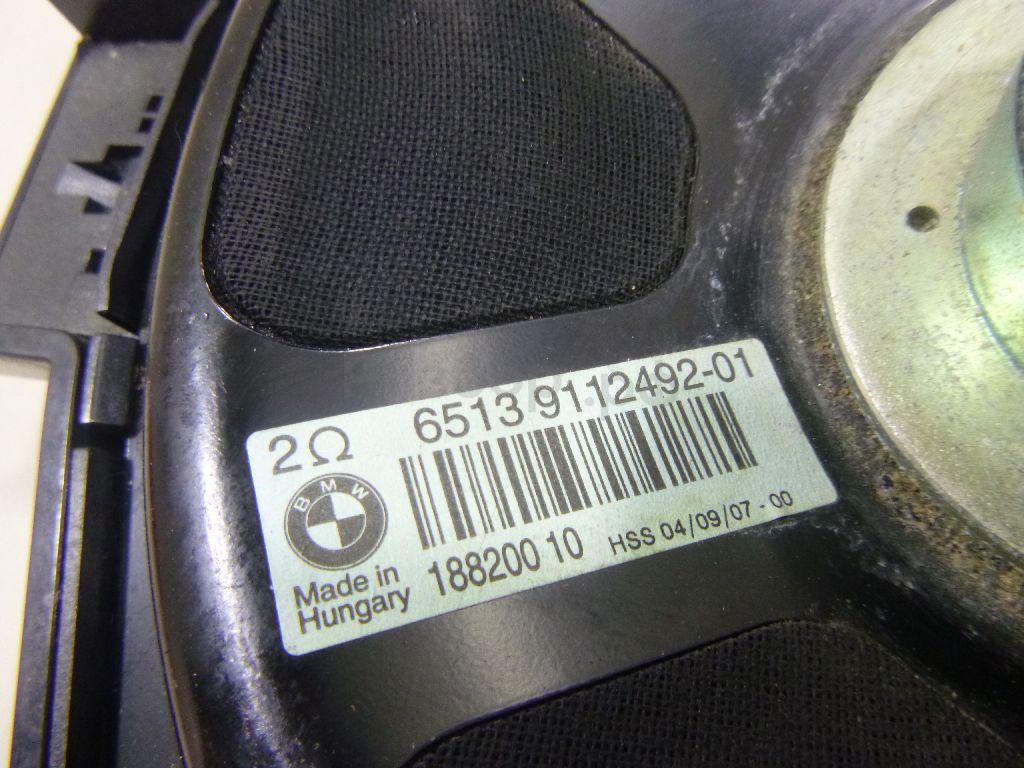 2Ω 6513 9112492-01
BMW
Made in
Hungary
188200 10 HSS 04/09/07 - 00